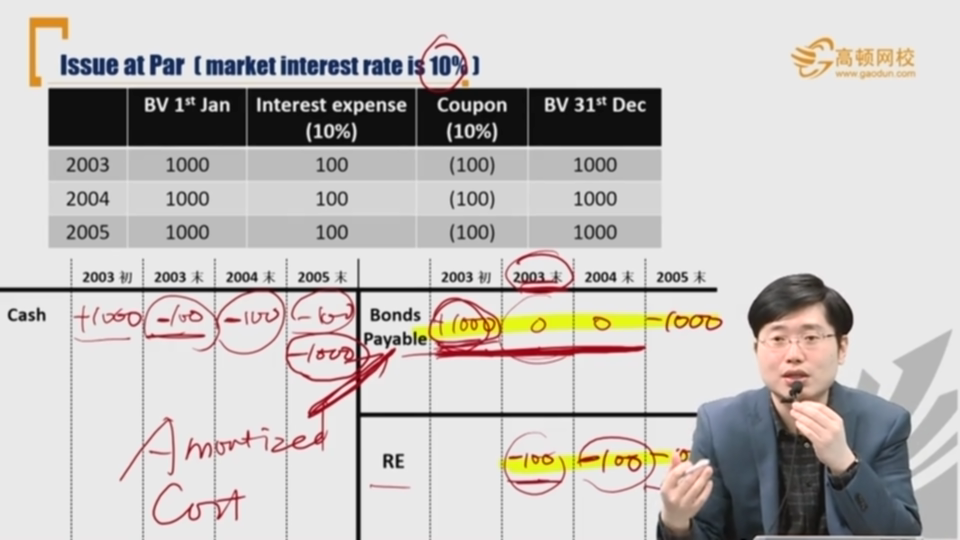 Issue at Par ( market interest rate is 10% )
高顿网校
www.gaodun.com
BV 1st Jan Interest expense (10%) Coupon (10%) BV 31st Dec
2003 1000 100 (100) 1000
2004 1000 100 (100) 1000
2005 1000 100 (100) 1000
2003 初 2003 末 2004 末 2005 末 2003 初 2003 末 2004 末 2005 末
Cash +1000 -100 -100 -100 Bonds Payable +1000 0 0 -1000
-1000
Amortized
Cost
RE -100 -100